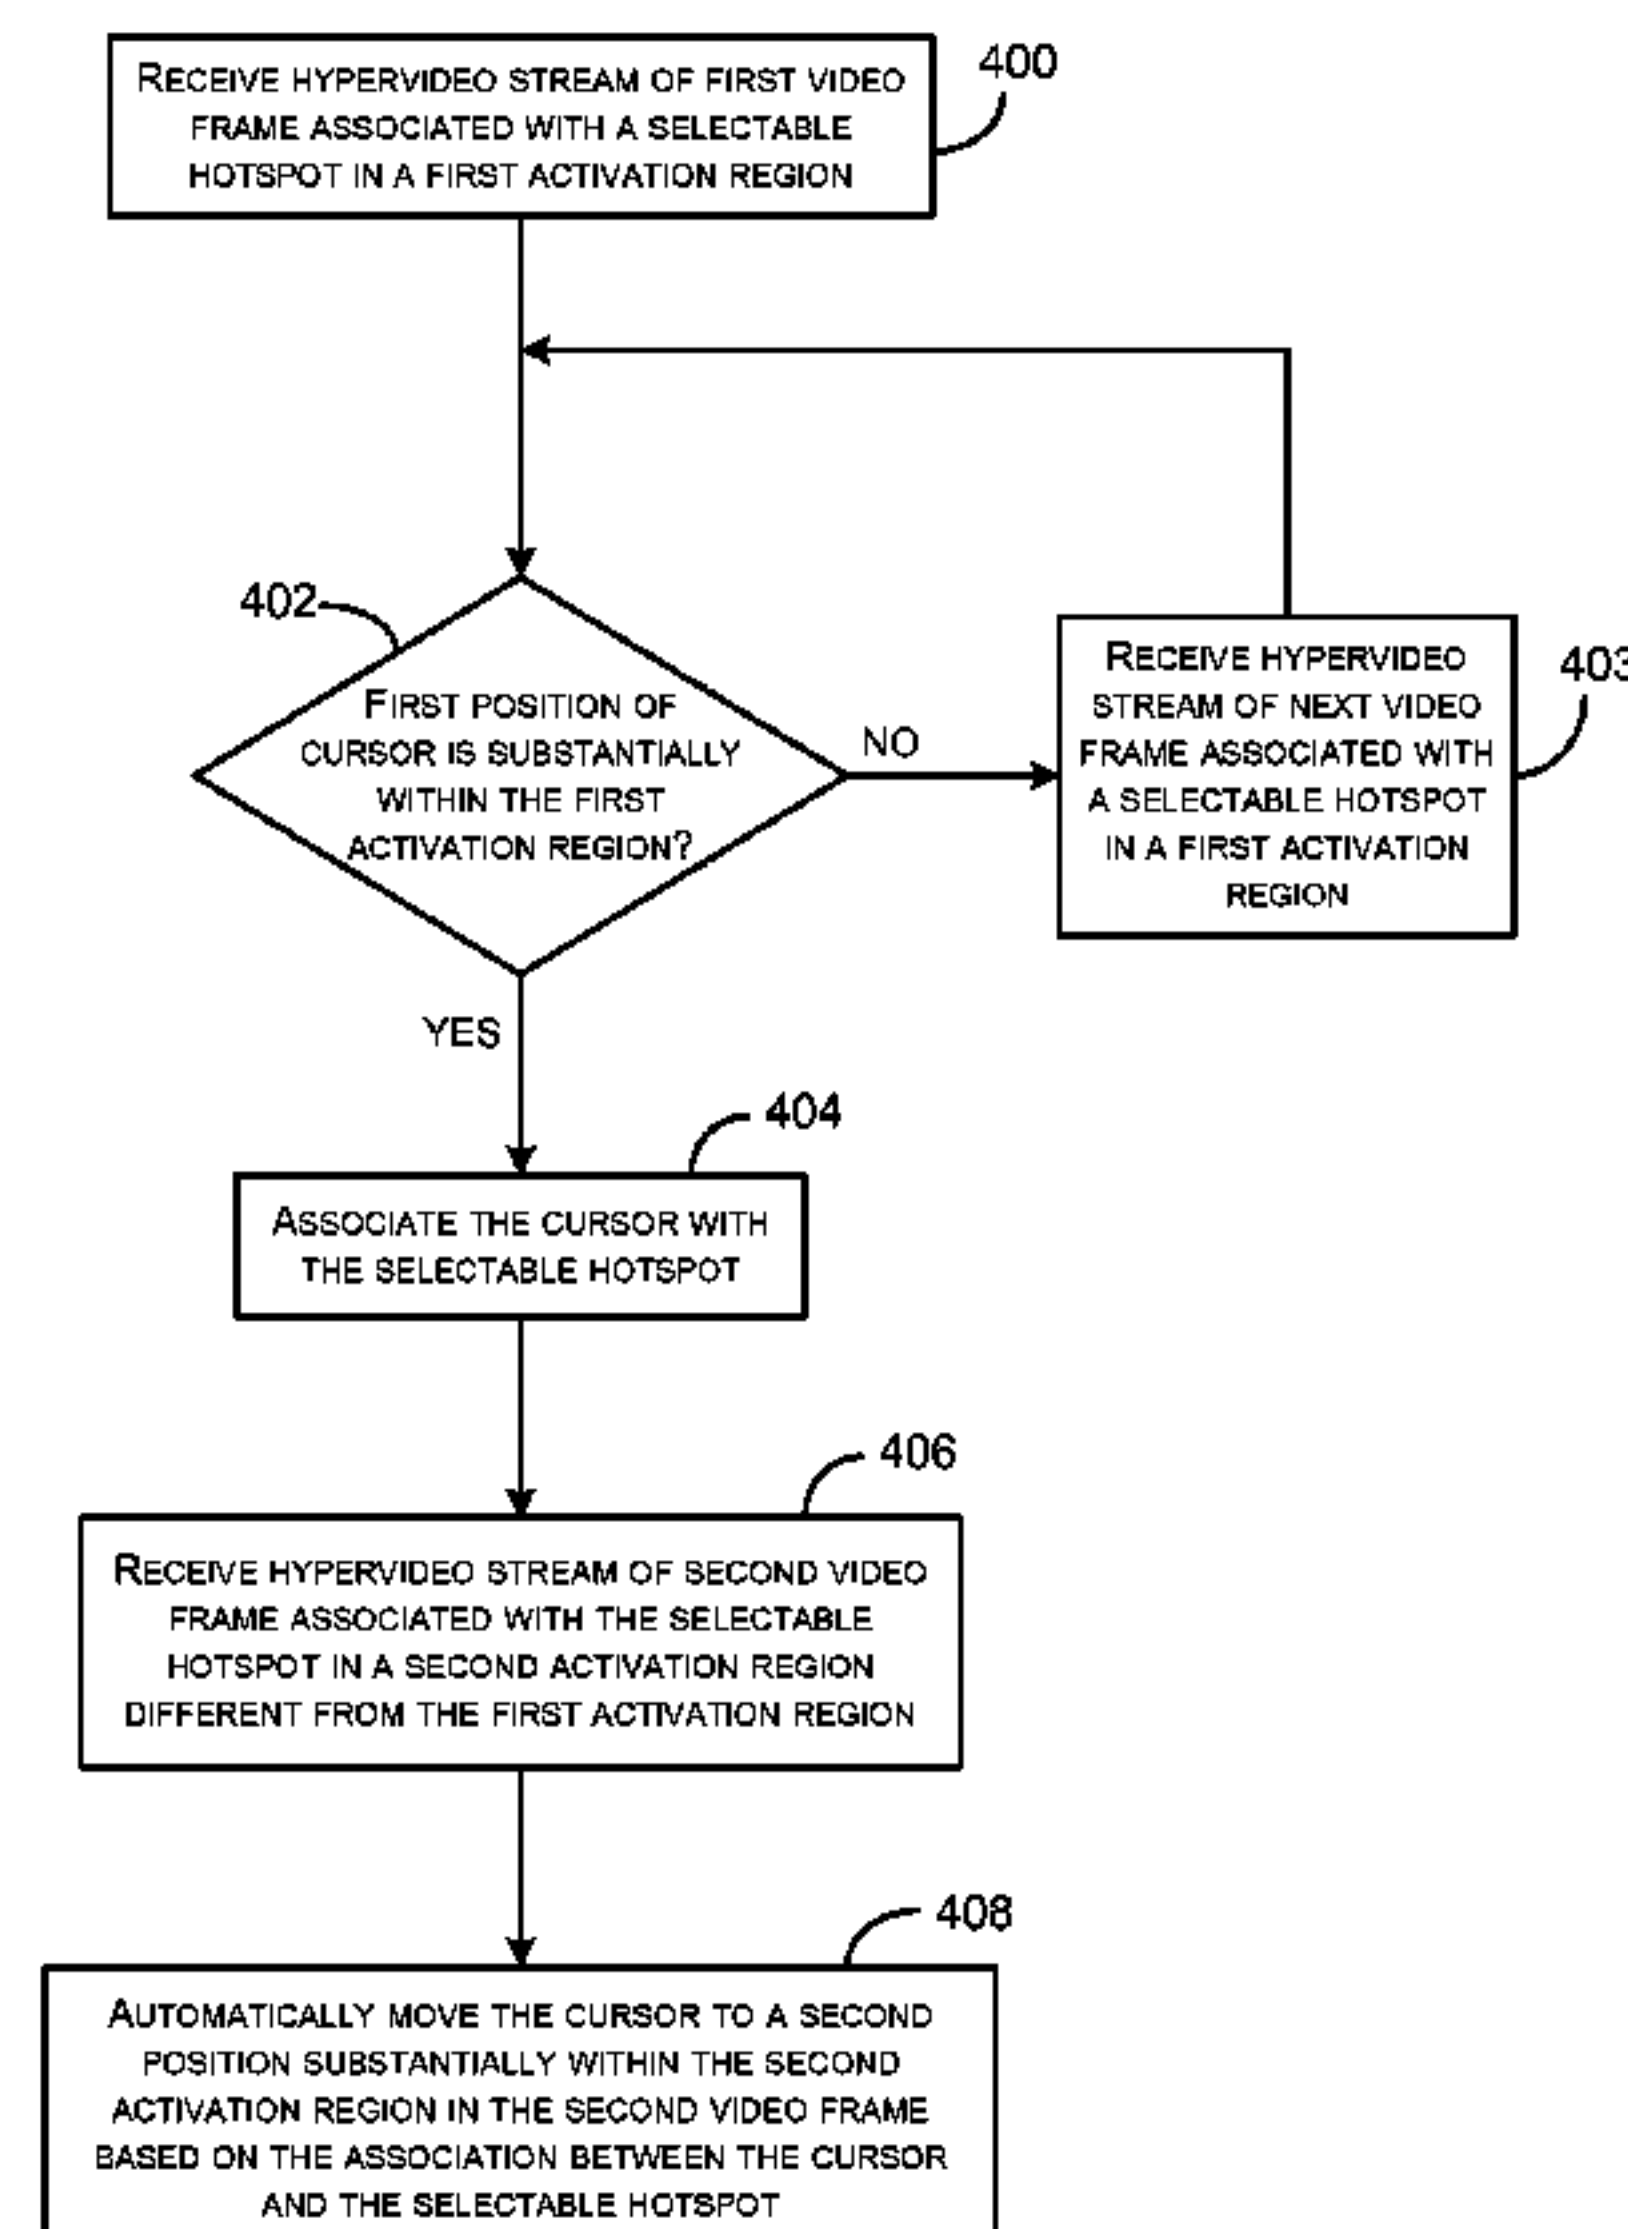 RECEIVE HYPERVIDEO STREAM OF FIRST VIDEO
FRAME ASSOCIATED WITH A SELECTABLE
HOTSPOT IN A FIRST ACTIVATION REGION
400
402
FIRST POSITION OF
CURSOR IS SUBSTANTIALLY
WITHIN THE FIRST
ACTIVATION REGION?
NO
RECEIVE HYPERVIDEO
STREAM OF NEXT VIDEO
FRAME ASSOCIATED WITH
A SELECTABLE HOTSPOT
IN A FIRST ACTIVATION
REGION
403
YES
404
ASSOCIATE THE CURSOR WITH
THE SELECTABLE HOTSPOT
406
RECEIVE HYPERVIDEO STREAM OF SECOND VIDEO
FRAME ASSOCIATED WITH THE SELECTABLE
HOTSPOT IN A SECOND ACTIVATION REGION
DIFFERENT FROM THE FIRST ACTIVATION REGION
408
AUTOMATICALLY MOVE THE CURSOR TO A SECOND
POSITION SUBSTANTIALLY WITHIN THE SECOND
ACTIVATION REGION IN THE SECOND VIDEO FRAME
BASED ON THE ASSOCIATION BETWEEN THE CURSOR
AND THE SELECTABLE HOTSPOT